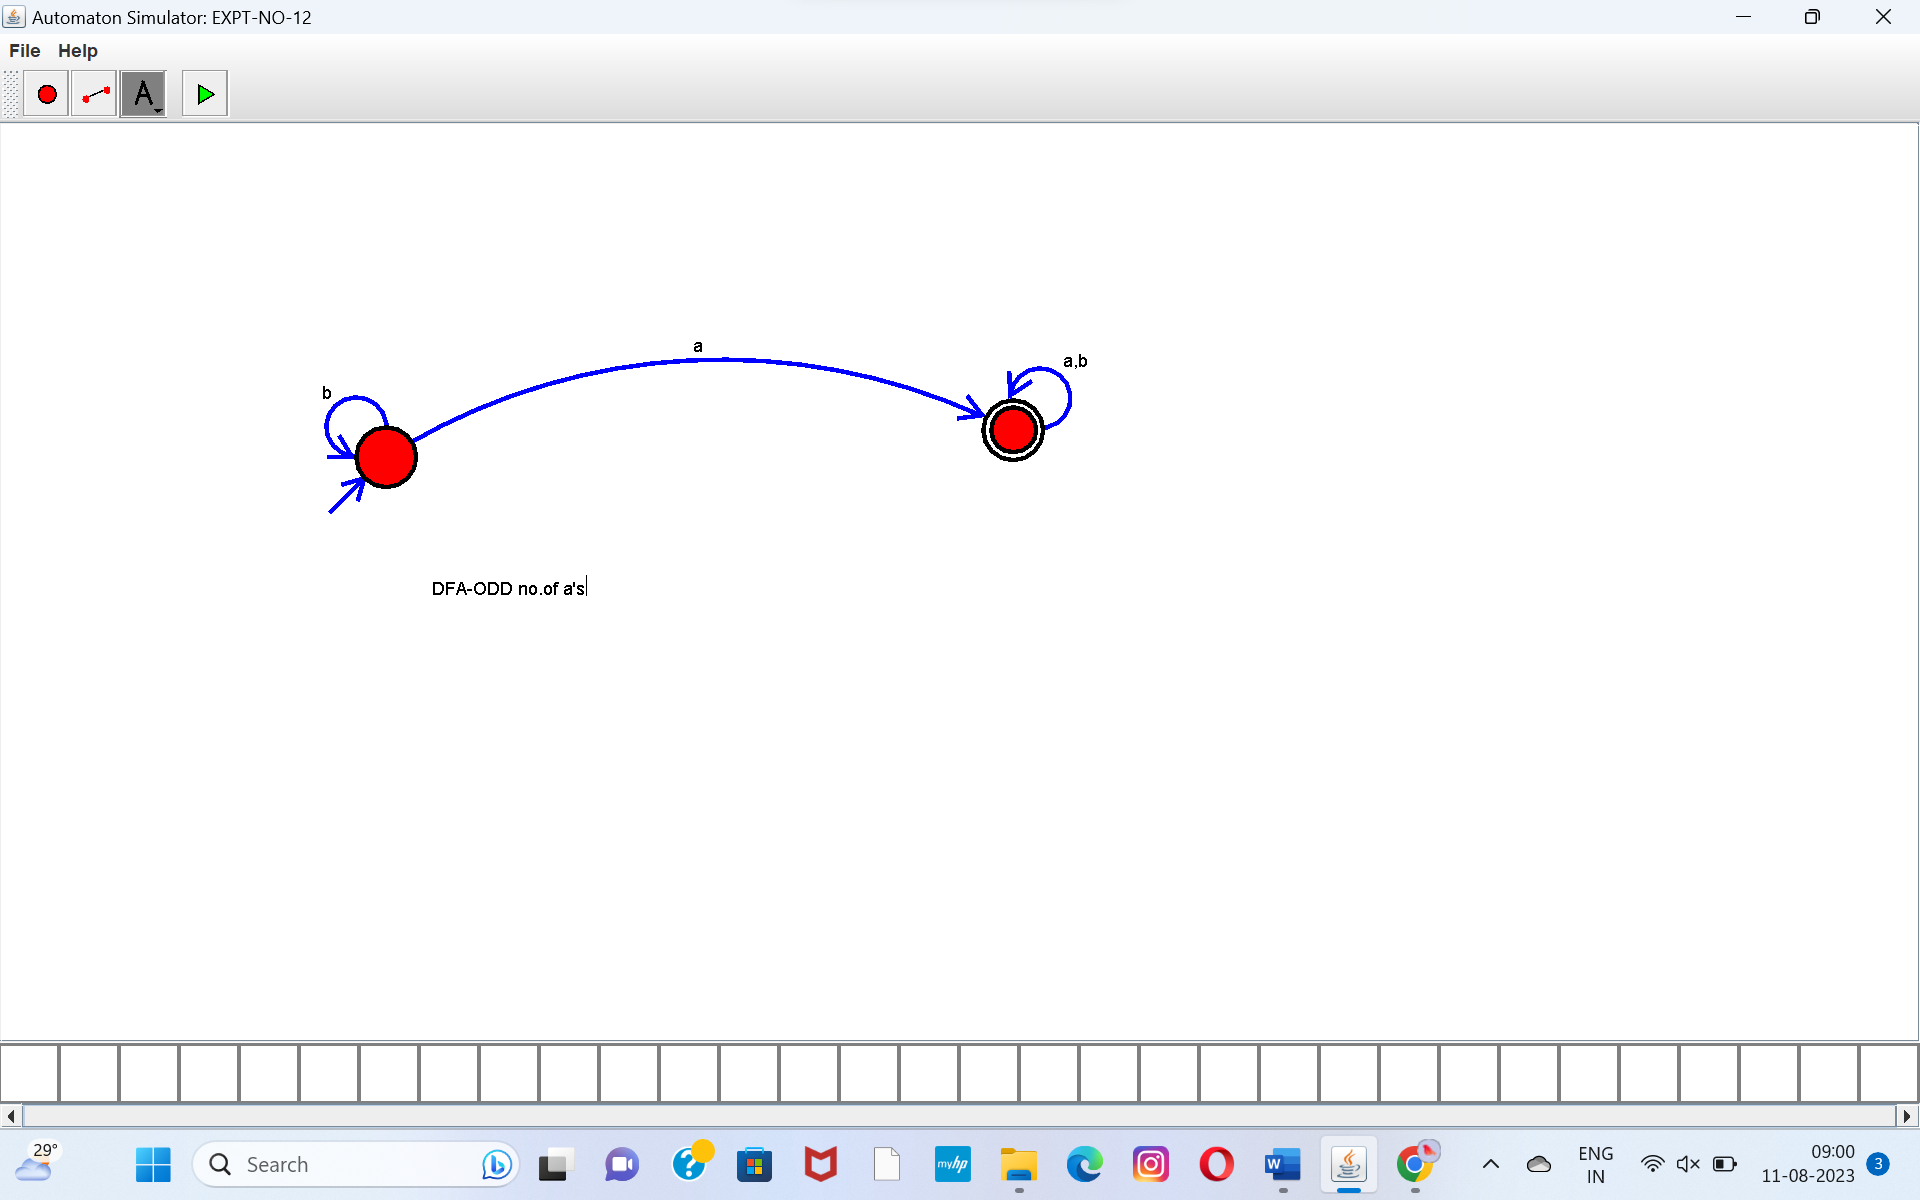 Automaton Simulator: EXPT-NO-12
File Help
A
a
a,b
b
DFA-ODD no.of a's
29°
Search
myhp
W
ENG
IN
09:00
11-08-2023
3